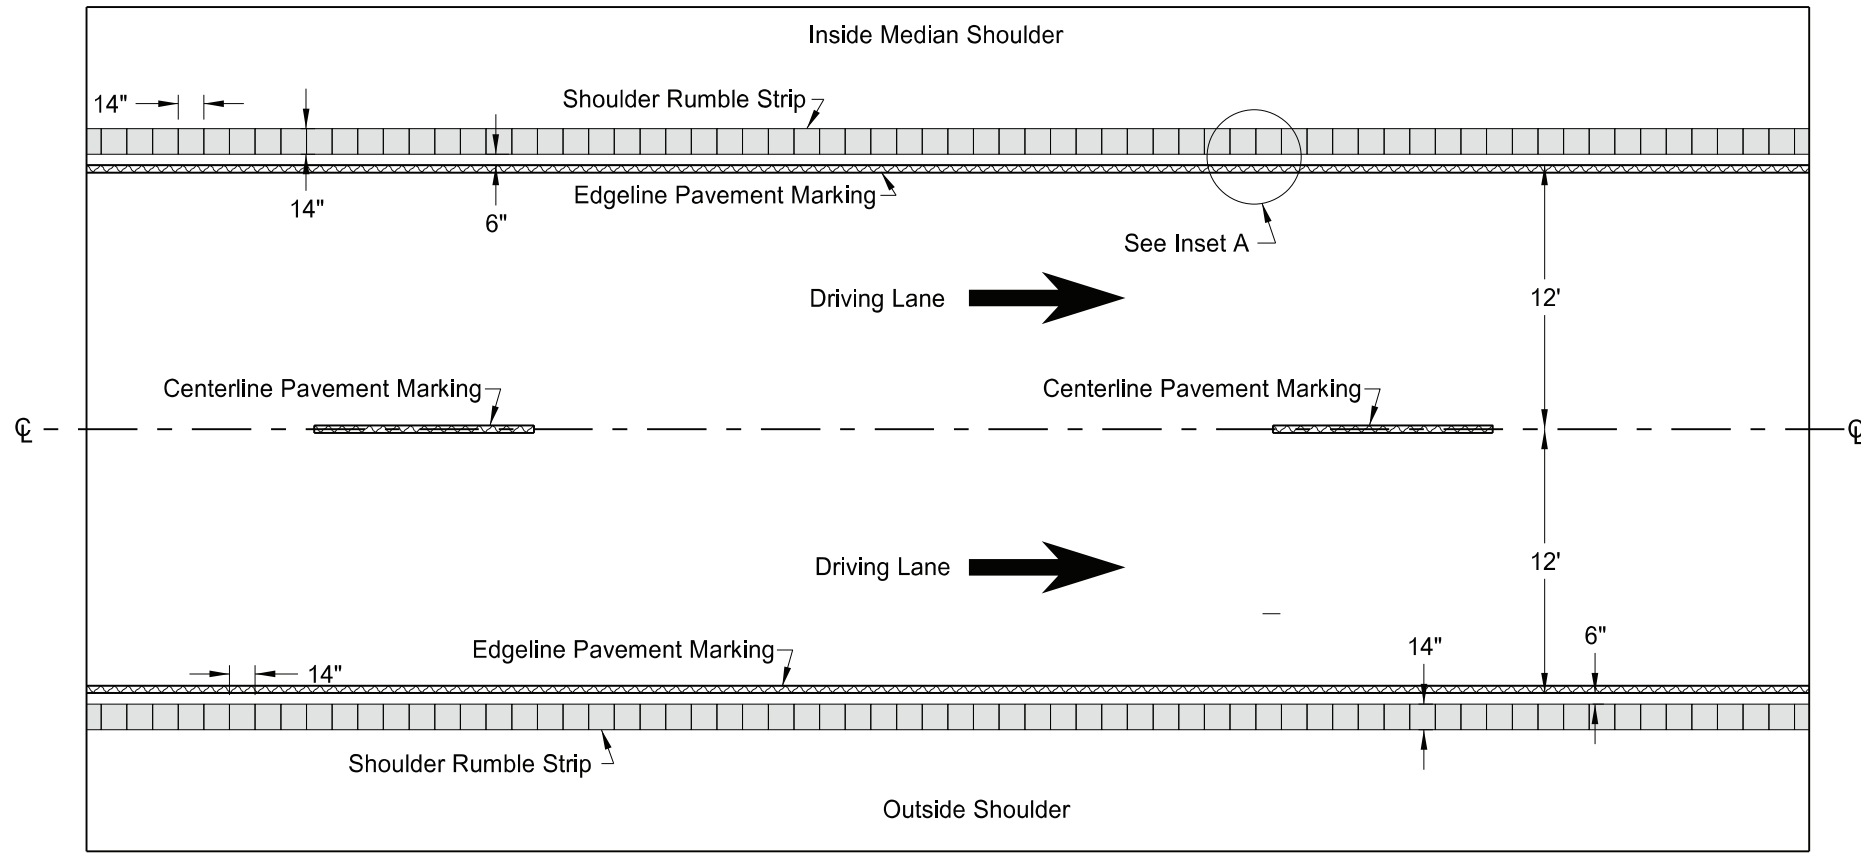 Inside Median Shoulder
14"
Shoulder Rumble Strip
Edgeline Pavement Marking
14"
6"
See Inset A
Driving Lane
12'
Centerline Pavement Marking
Centerline Pavement Marking
℄
℄
Driving Lane
12'
Edgeline Pavement Marking
14"
14"
6"
Shoulder Rumble Strip
Outside Shoulder